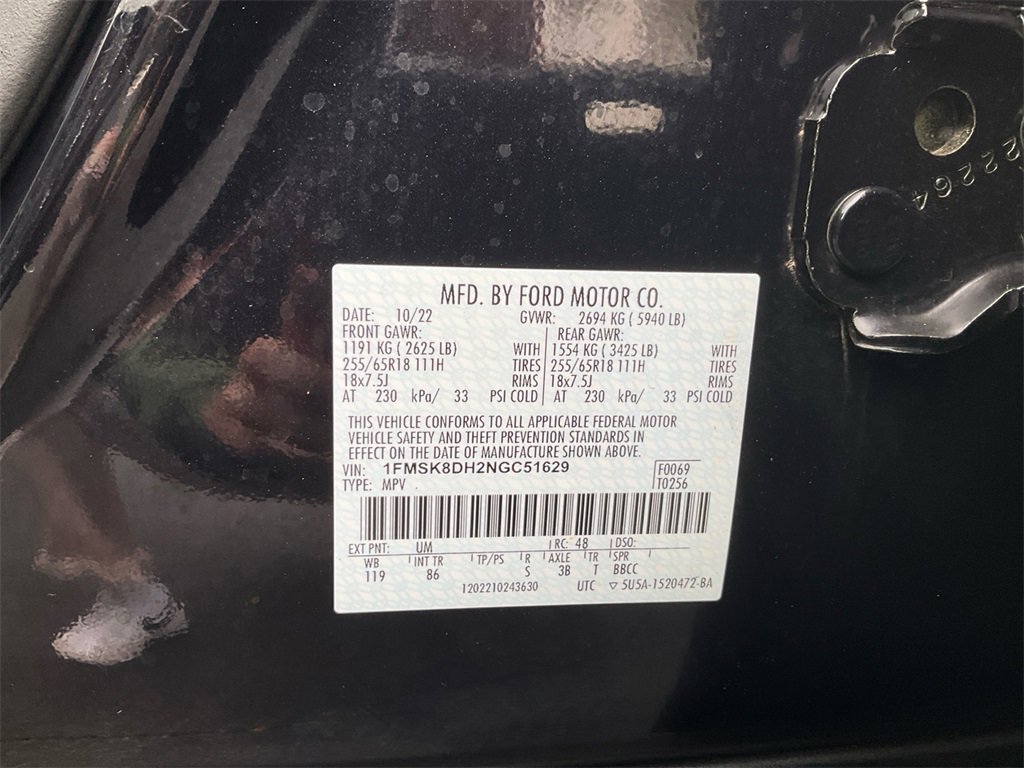 22264
MFD. BY FORD MOTOR CO.
DATE: 10/22 GVWR: 2694 KG ( 5940 LB)
FRONT GAWR: REAR GAWR:
1191 KG ( 2625 LB) WITH 1554 KG ( 3425 LB) WITH
255/65R18 111H TIRES 255/65R18 111H TIRES
18x7.5J RIMS 18x7.5J RIMS
AT 230 kPa/ 33 PSI COLD AT 230 kPa/ 33 PSI COLD
THIS VEHICLE CONFORMS TO ALL APPLICABLE FEDERAL MOTOR
VEHICLE SAFETY AND THEFT PREVENTION STANDARDS IN
EFFECT ON THE DATE OF MANUFACTURE SHOWN ABOVE.
VIN: 1FMSK8DH2NGC51629 F0069
TYPE: MPV T0256
EXT PNT: UM RC: 48 DSO:
WB INT TR TP/PS R AXLE TR SPR
119 86 S 3B T BBCC
1202210243630 UTC ▽ 5U5A-1520472-BA